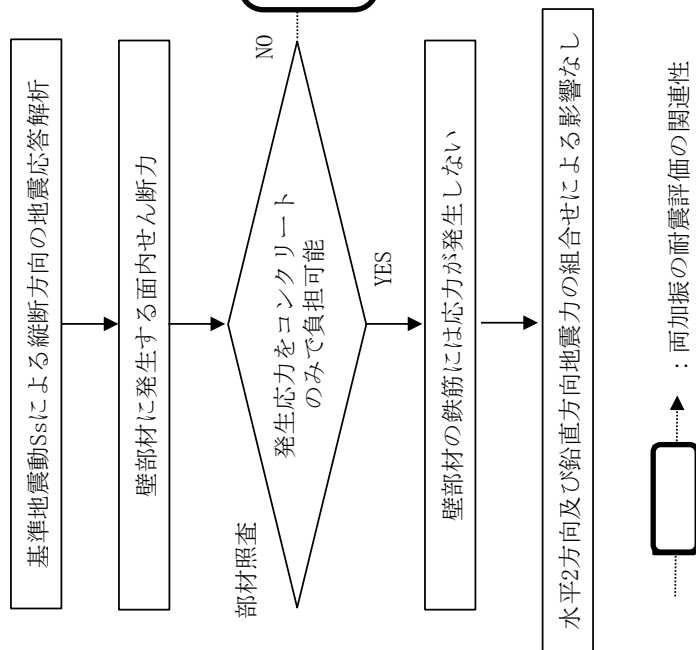 基準地震動Ssによる縦断方向の地震応答解析
壁部材に発生する面内せん断力
部材照査
発生応力をコンクリート
のみで負担可能
NO
YES
壁部材の鉄筋には応力が発生しない
水平2方向及び鉛直方向地震力の組合せによる影響なし
：両加振の耐震評価の関連性